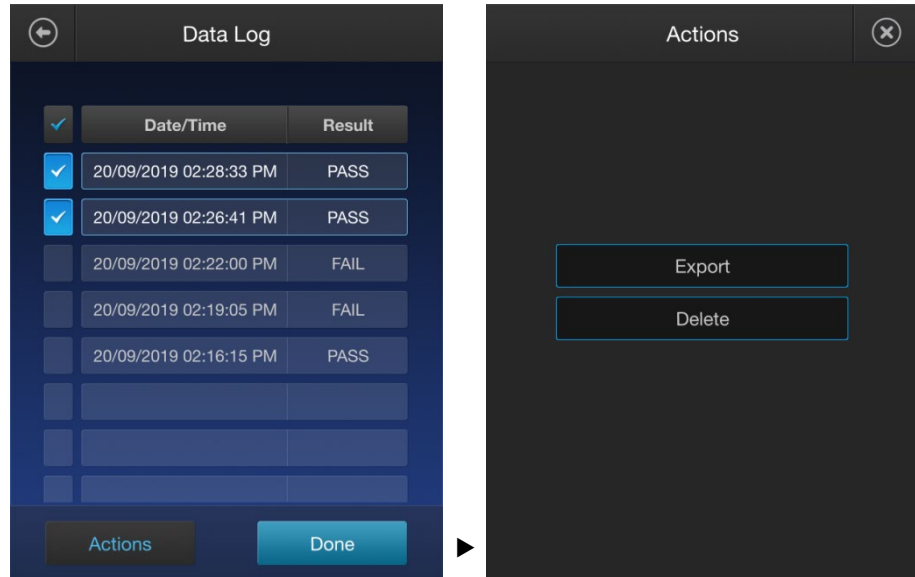 Data Log
Date/Time Result
20/09/2019 02:28:33 PM PASS
20/09/2019 02:26:41 PM PASS
20/09/2019 02:22:00 PM FAIL
20/09/2019 02:19:05 PM FAIL
20/09/2019 02:16:15 PM PASS
Actions Done
Actions
Export
Delete